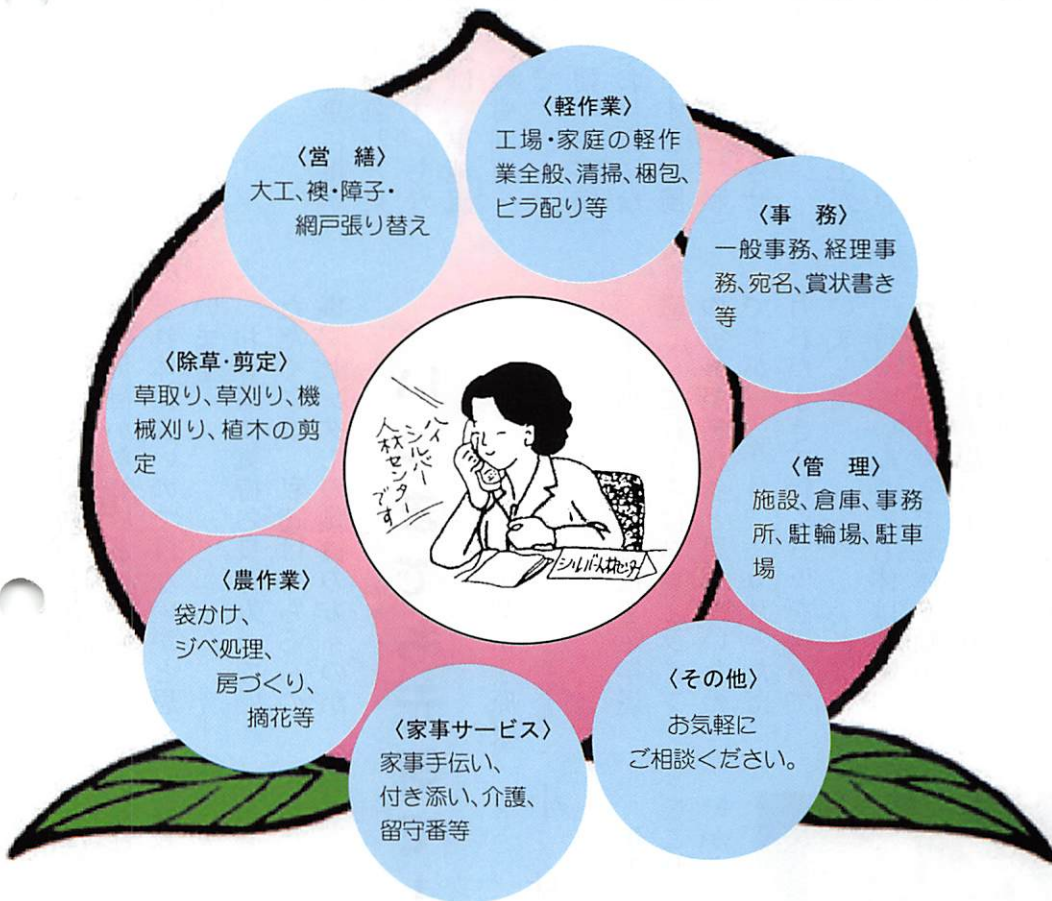 〈軽作業〉
工場・家庭の軽作
業全般、清掃、梱包、
ビラ配り等
〈営　繕〉
大工、襖・障子・
網戸張り替え
〈事　務〉
一般事務、経理事
務、宛名、賞状書き
等
〈除草・剪定〉
草取り、草刈り、機
械刈り、植木の剪
定
ハイ
シルバー
人材センター
です
シルバー人材センター
〈管　理〉
施設、倉庫、事務
所、駐輪場、駐車
場
〈農作業〉
袋かけ、
ジベ処理、
房づくり、
摘花等
〈家事サービス〉
家事手伝い、
付き添い、介護、
留守番等
〈その他〉
お気軽に
ご相談ください。